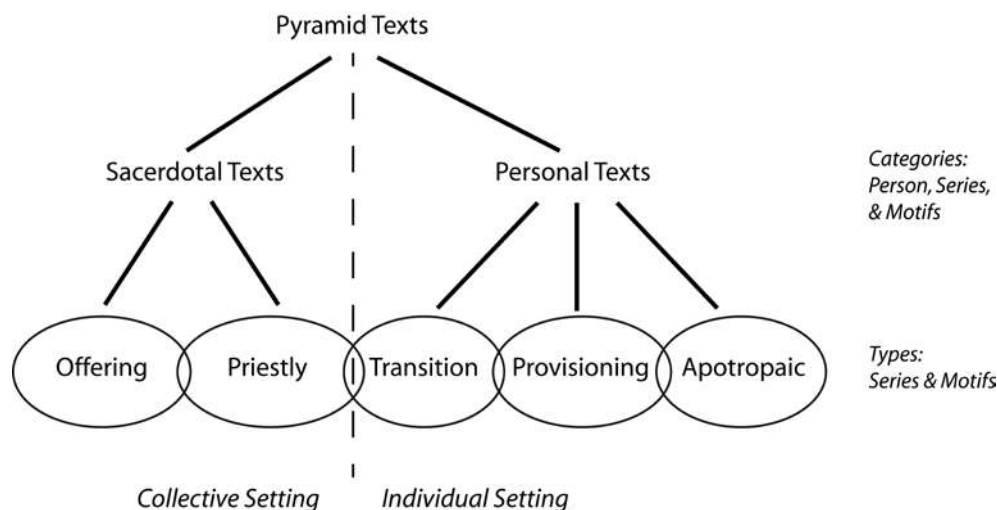 Pyramid Texts
Sacerdotal Texts
Personal Texts
Categories:
Person, Series,
& Motifs
Offering
Priestly
Transition
Provisioning
Apotropaic
Types:
Series & Motifs
Collective Setting
Individual Setting